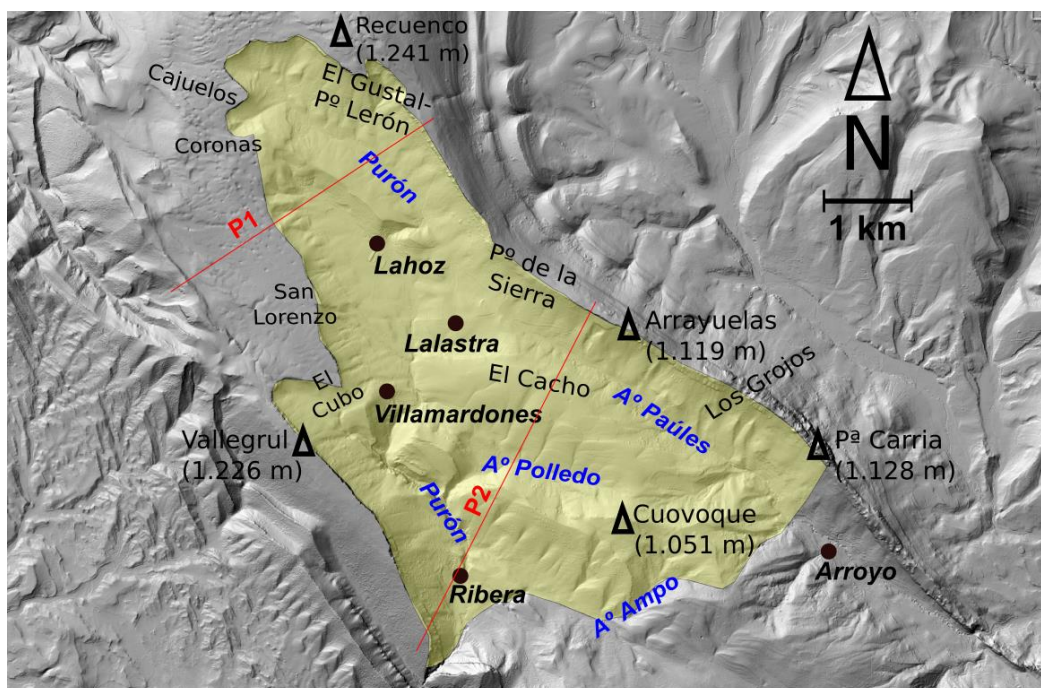 Recuenco
(1.241 m)
Cajuelos
El Gustal-
Pº Lerón
Coronas
Purón
N
1 km
P1
Lahoz
Pº de la
Sierra
San
Lorenzo
Lalastra
Arrayuelas
(1.119 m)
El
Cubo
El Cacho
Los Grojos
Villamardones
Aº Paúles
Vallegrul
(1.226 m)
Pª Carria
(1.128 m)
Aº Polledo
Purón
P2
Cuovoque
(1.051 m)
Arroyo
Ribera
Aº Ampo